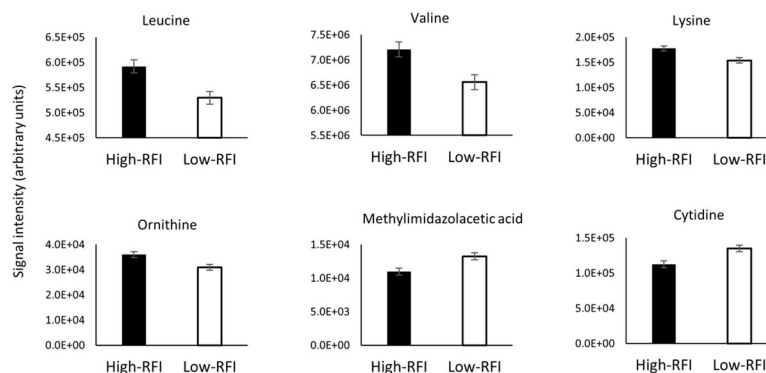 Signal intensity (arbitrary units)
Leucine
6.5E+05
6.0E+05
5.5E+05
5.0E+05
4.5E+05
High-RFI Low-RFI
Valine
7.5E+06
7.0E+06
6.5E+06
6.0E+06
5.5E+06
High-RFI Low-RFI
Lysine
2.0E+05
1.5E+05
1.0E+05
5.0E+04
0.0E+00
High-RFI Low-RFI
Ornithine
4.0E+04
3.0E+04
2.0E+04
1.0E+04
0.0E+04
High-RFI Low-RFI
Methylimidazolacetic acid
1.5E+04
1.0E+04
5.0E+03
0.0E+00
High-RFI Low-RFI
Cytidine
1.5E+05
1.0E+05
5.0E+04
0.0E+00
High-RFI Low-RFI